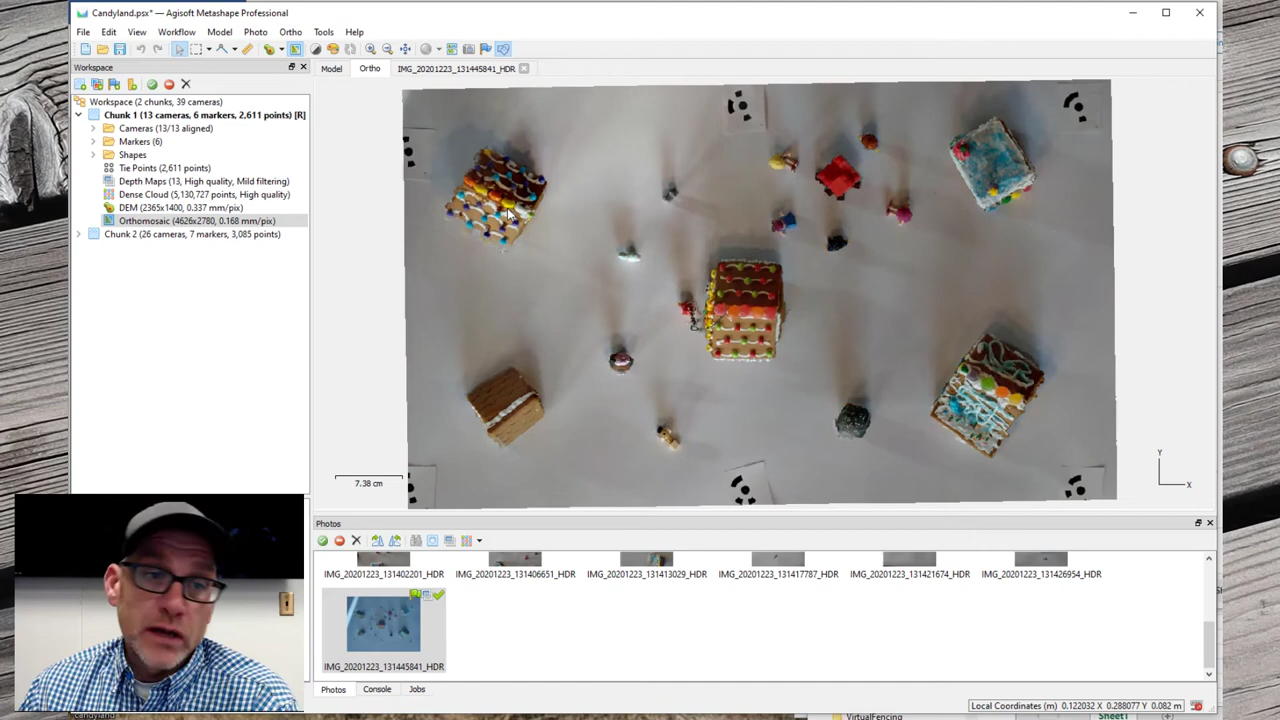 Candyland.psx* — Agisoft Metashape Professional
File Edit View Workflow Model Photo Ortho Tools Help
Workspace
Model Ortho IMG_20201223_131445841_HDR
Workspace (2 chunks, 39 cameras)
Chunk 1 (13 cameras, 6 markers, 2,611 points) [R]
Cameras (13/13 aligned)
Markers (6)
Shapes
Tie Points (2,611 points)
Depth Maps (13, High quality, Mild filtering)
Dense Cloud (5,130,727 points, High quality)
DEM (2365x1400, 0.337 mm/pix)
Orthomosaic (4626x2780, 0.168 mm/pix)
Chunk 2 (26 cameras, 7 markers, 3,085 points)
7.38 cm
Y
X
Photos
IMG_20201223_131402201_HDR IMG_20201223_131406651_HDR IMG_20201223_131413029_HDR IMG_20201223_131417787_HDR IMG_20201223_131421674_HDR IMG_20201223_131426954_HDR
IMG_20201223_131445841_HDR
Photos Console Jobs
Local Coordinates (m) 0.122032 X 0.288077 Y 0.082 m
candyland
VirtualFencing
Sheet1